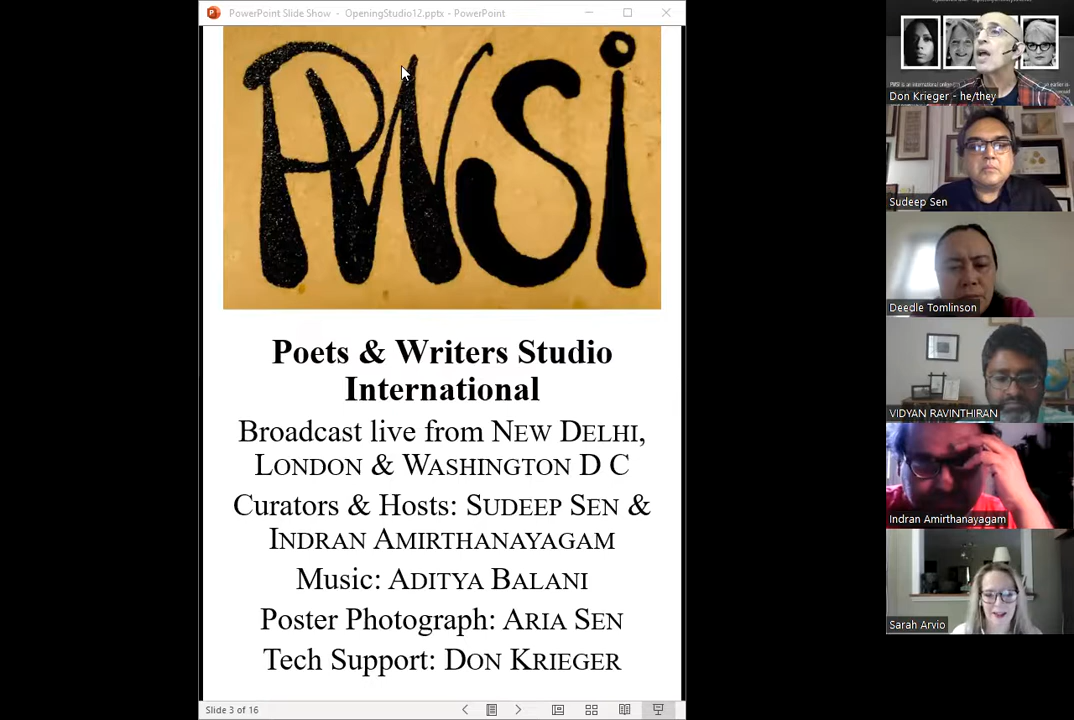 PowerPoint Slide Show - OpeningStudio12.pptx - PowerPoint
PWSi
Poets & Writers Studio
International
Broadcast live from NEW DELHI,
LONDON & WASHINGTON D C
Curators & Hosts: SUDEEP SEN &
INDRAN AMIRTHANAYAGAM
Music: ADITYA BALANI
Poster Photograph: ARIA SEN
Tech Support: DON KRIEGER
Slide 3 of 16
Don Krieger - he/they
Sudeep Sen
Deedle Tomlinson
VIDYAN RAVINTHIRAN
Indran Amirthanayagam
Sarah Arvio